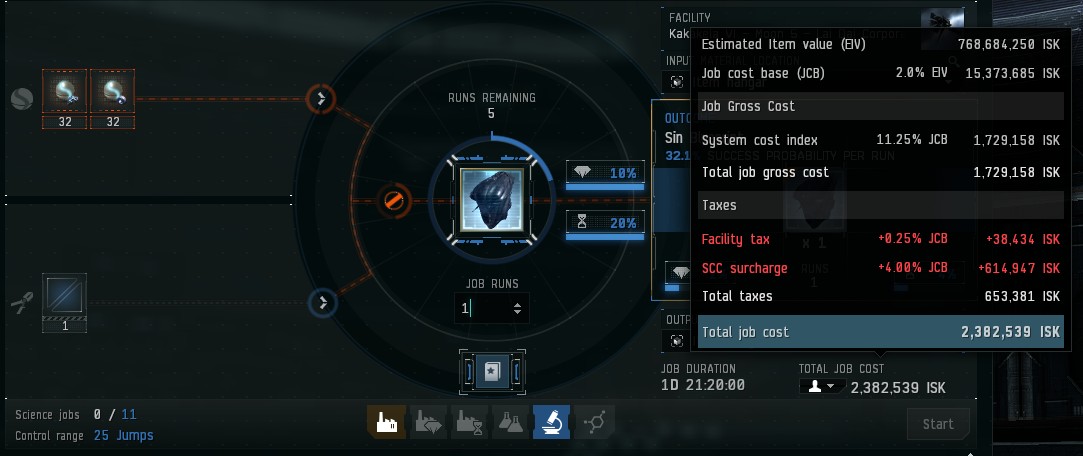 FACILITY
Kak
Estimated Item value (EIV) 768,684,250 ISK
INPU
Job cost base (JCB) 2.0% EIV 15,373,685 ISK
Job Gross Cost
RUNS REMAINING
5
32
32
OUTC
Sin
System cost index 11.25% JCB 1,729,158 ISK
32.1 SUCCESS PROBABILITY PER RUN
Total job gross cost 1,729,158 ISK
10%
Taxes
20%
Facility tax +0.25% JCB +38,434 ISK
x 1
SCC surcharge +4.00% JCB +614,947 ISK
JOB RUNS
1
Total taxes 653,381 ISK
1
OUTP
Total job cost 2,382,539 ISK
JOB DURATION
1D 21:20:00
TOTAL JOB COST
2,382,539 ISK
Science jobs 0 / 11
Control range 25 Jumps
Start